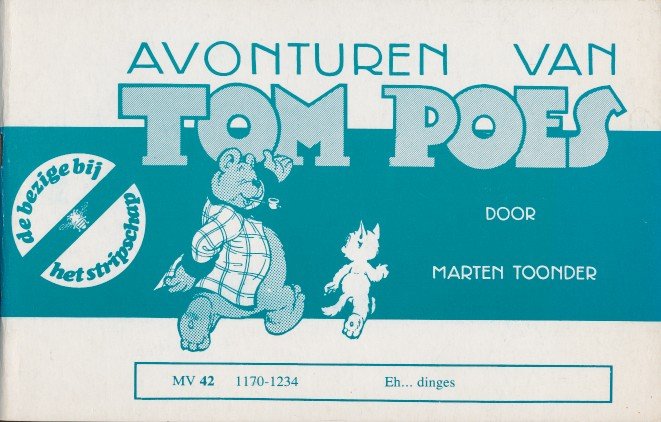 AVONTUREN VAN
TOM POES
de bezige bij
het stripschap
DOOR
MARTEN TOONDER
MV 42 1170-1234 Eh... dinges